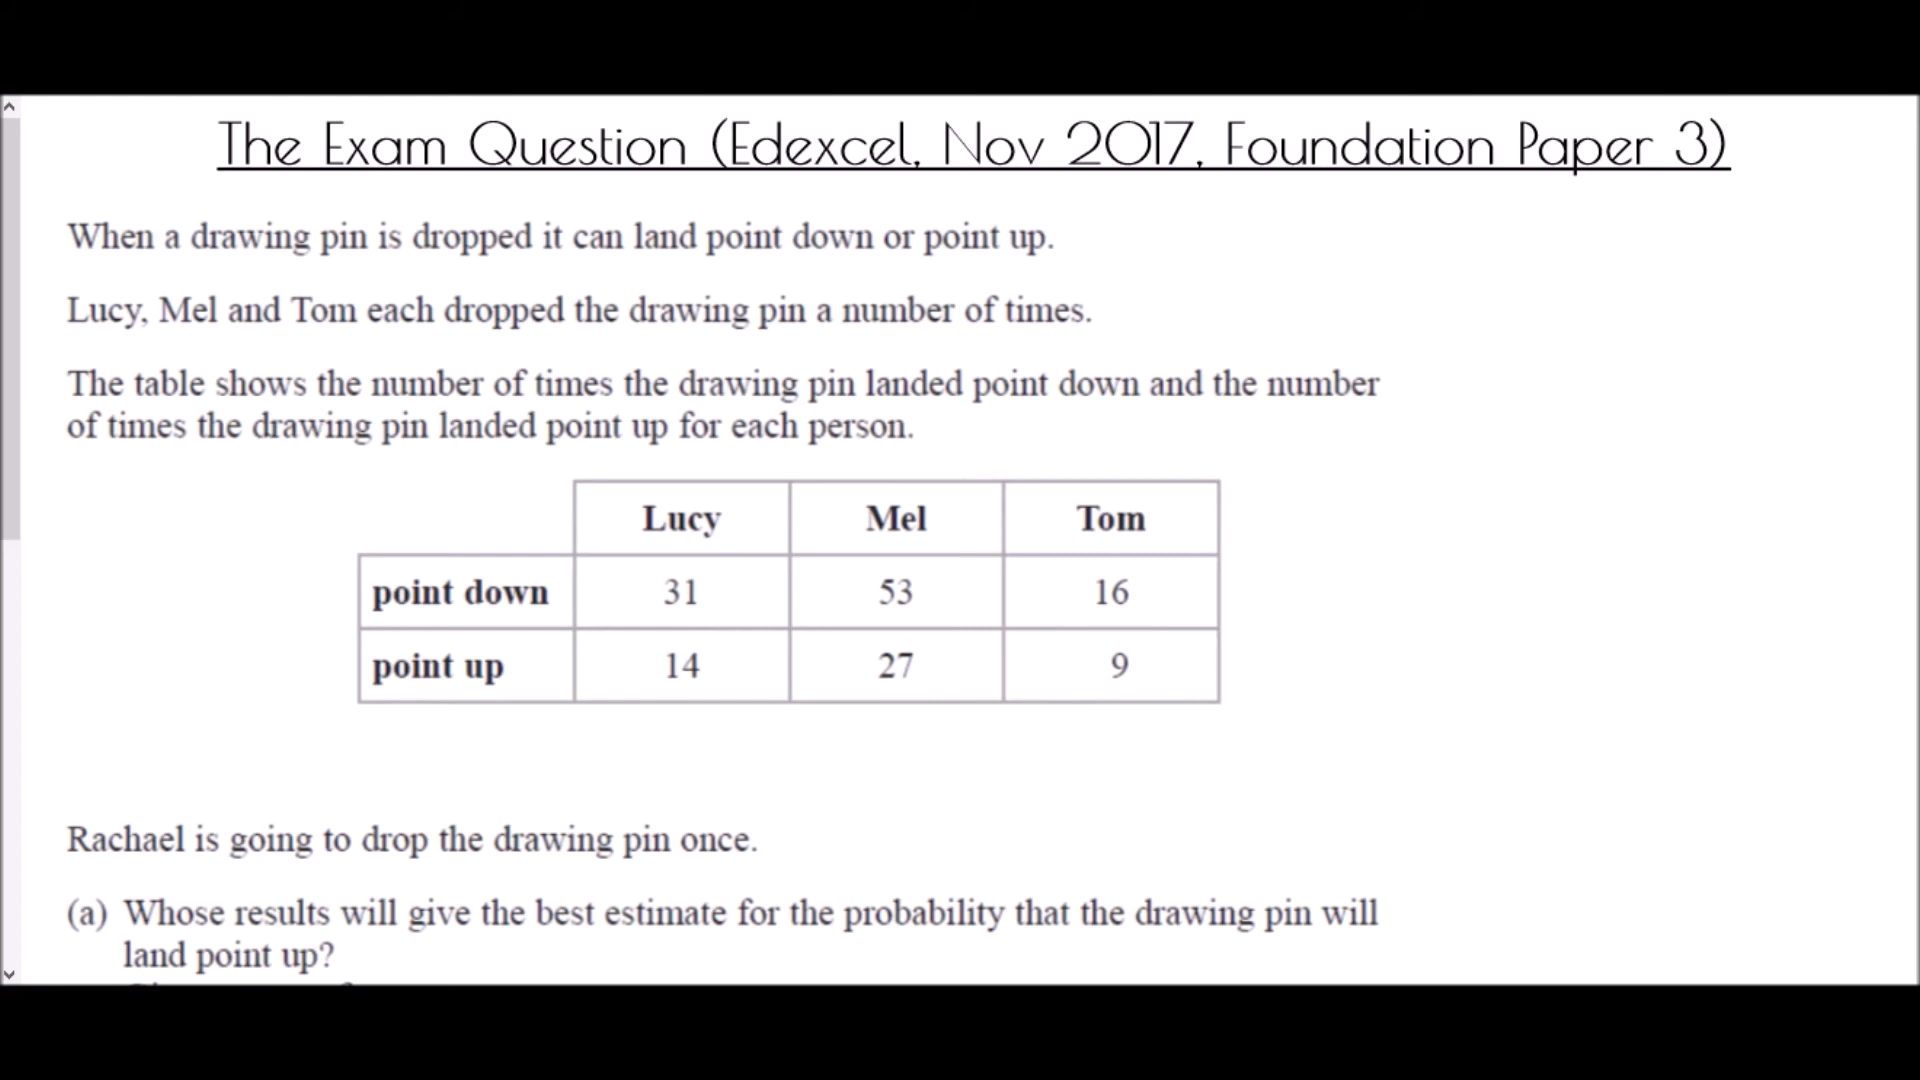 The Exam Question (Edexcel, Nov 2017, Foundation Paper 3)
When a drawing pin is dropped it can land point down or point up.
Lucy, Mel and Tom each dropped the drawing pin a number of times.
The table shows the number of times the drawing pin landed point down and the number
of times the drawing pin landed point up for each person.
Lucy Mel Tom
point down 31 53 16
point up 14 27 9
Rachael is going to drop the drawing pin once.
(a) Whose results will give the best estimate for the probability that the drawing pin will
land point up?